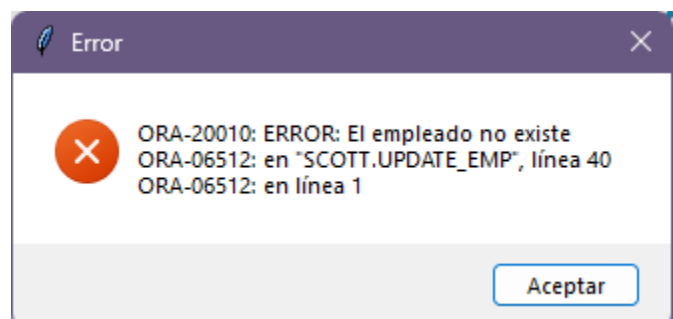 Error
ORA-20010: ERROR: El empleado no existe
ORA-06512: en "SCOTT.UPDATE_EMP", línea 40
ORA-06512: en línea 1
Aceptar